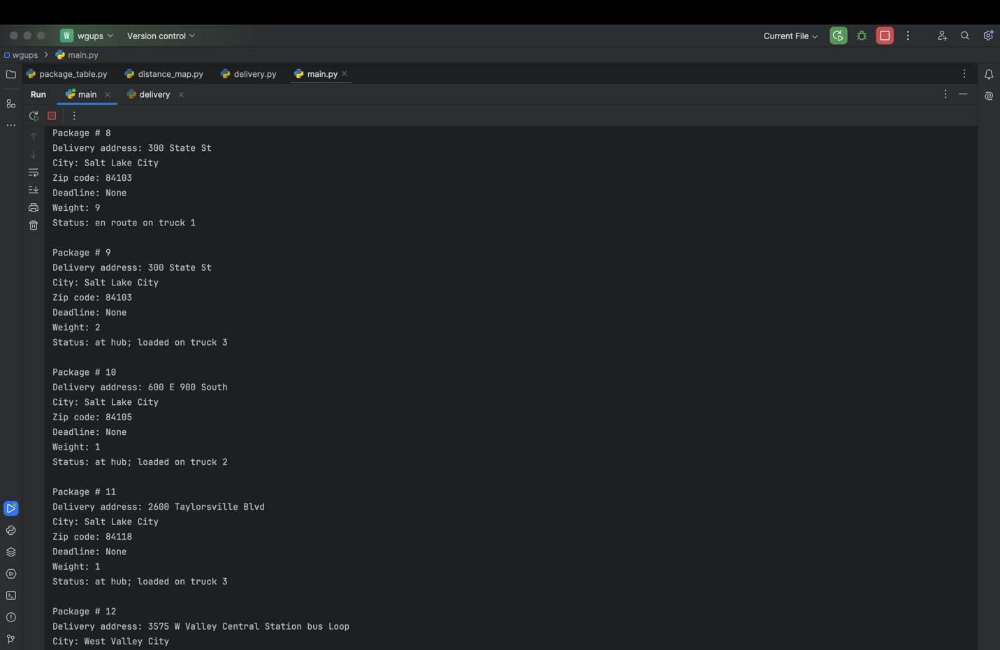 W wgups Version control Current File
wgups > main.py
package_table.py distance_map.py delivery.py main.py
Run main delivery
Package # 8
Delivery address: 300 State St
City: Salt Lake City
Zip code: 84103
Deadline: None
Weight: 9
Status: en route on truck 1
Package # 9
Delivery address: 300 State St
City: Salt Lake City
Zip code: 84103
Deadline: None
Weight: 2
Status: at hub; loaded on truck 3
Package # 10
Delivery address: 600 E 900 South
City: Salt Lake City
Zip code: 84105
Deadline: None
Weight: 1
Status: at hub; loaded on truck 2
Package # 11
Delivery address: 2600 Taylorsville Blvd
City: Salt Lake City
Zip code: 84118
Deadline: None
Weight: 1
Status: at hub; loaded on truck 3
Package # 12
Delivery address: 3575 W Valley Central Station bus Loop
City: West Valley City